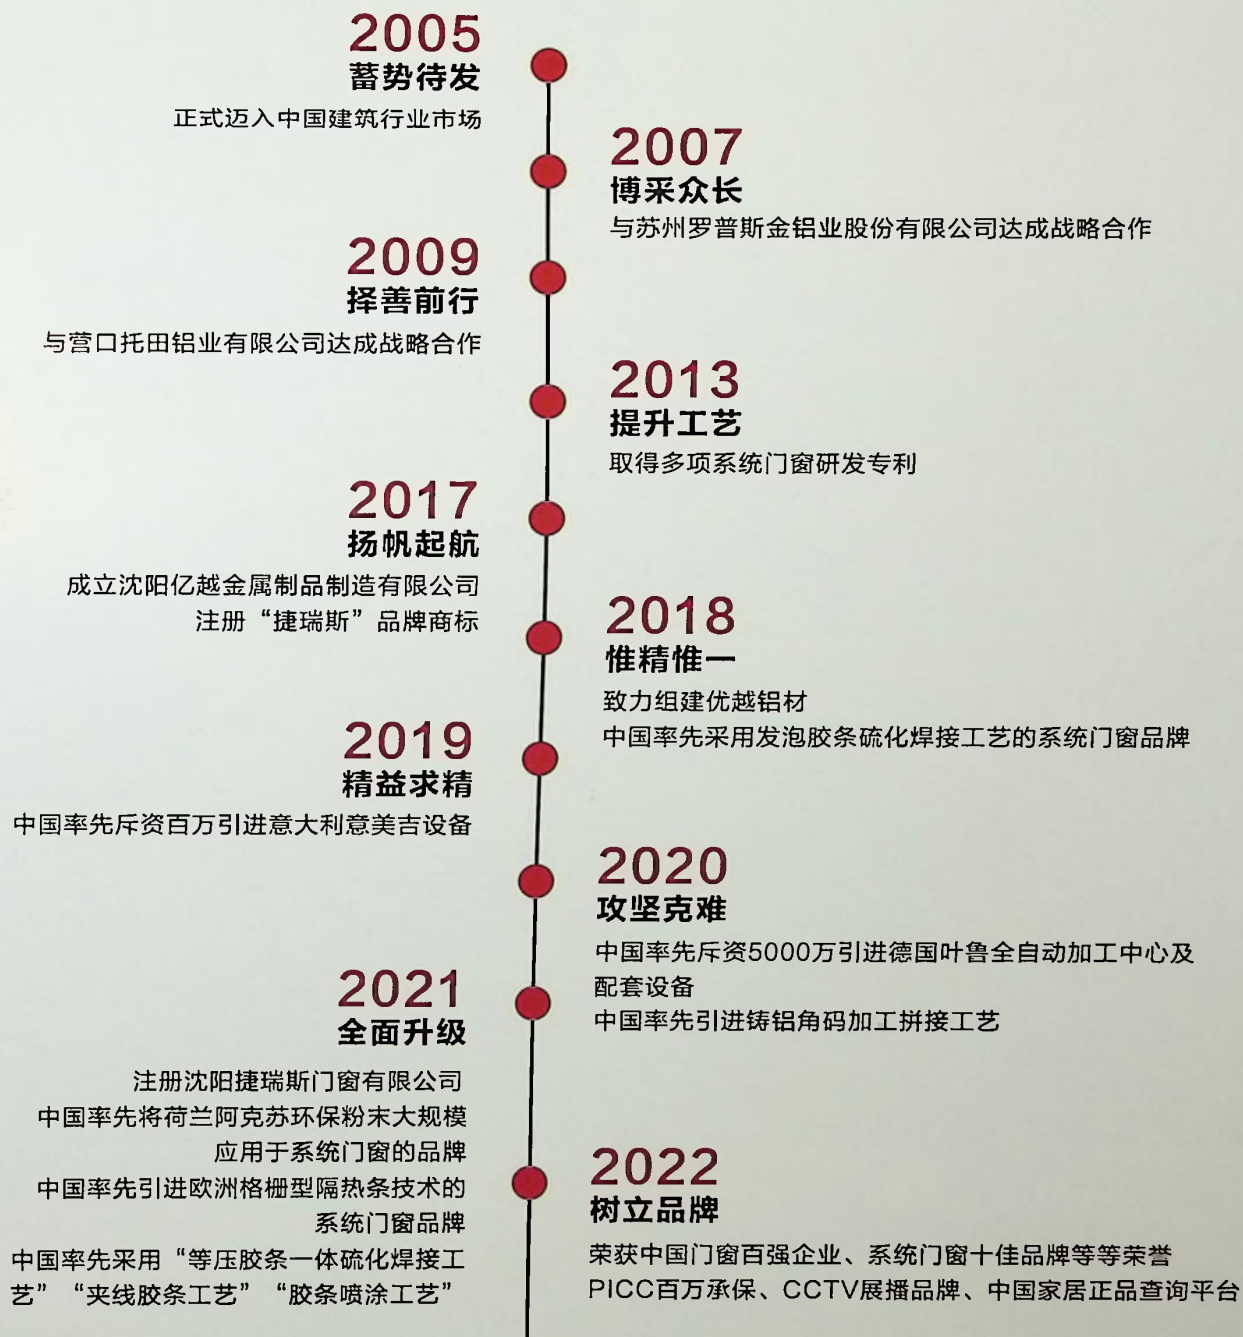 2005
蓄势待发
正式迈入中国建筑行业市场
2007
博采众长
与苏州罗普斯金铝业股份有限公司达成战略合作
2009
择善前行
与营口托田铝业有限公司达成战略合作
2013
提升工艺
取得多项系统门窗研发专利
2017
扬帆起航
成立沈阳亿越金属制品制造有限公司
注册“捷瑞斯”品牌商标
2018
惟精惟一
致力组建优越铝材
中国率先采用发泡胶条硫化焊接工艺的系统门窗品牌
2019
精益求精
中国率先斥资百万引进意大利意美吉设备
2020
攻坚克难
中国率先斥资5000万引进德国叶鲁全自动加工中心及
配套设备
中国率先引进铸铝角码加工拼接工艺
2021
全面升级
注册沈阳捷瑞斯门窗有限公司
中国率先将荷兰阿克苏环保粉末大规模
应用于系统门窗的品牌
中国率先引进欧洲格栅型隔热条技术的
系统门窗品牌
中国率先采用“等压胶条一体硫化焊接工
艺”“夹线胶条工艺”“胶条喷涂工艺”
2022
树立品牌
荣获中国门窗百强企业、系统门窗十佳品牌等等荣誉
PICC百万承保、CCTV展播品牌、中国家居正品查询平台